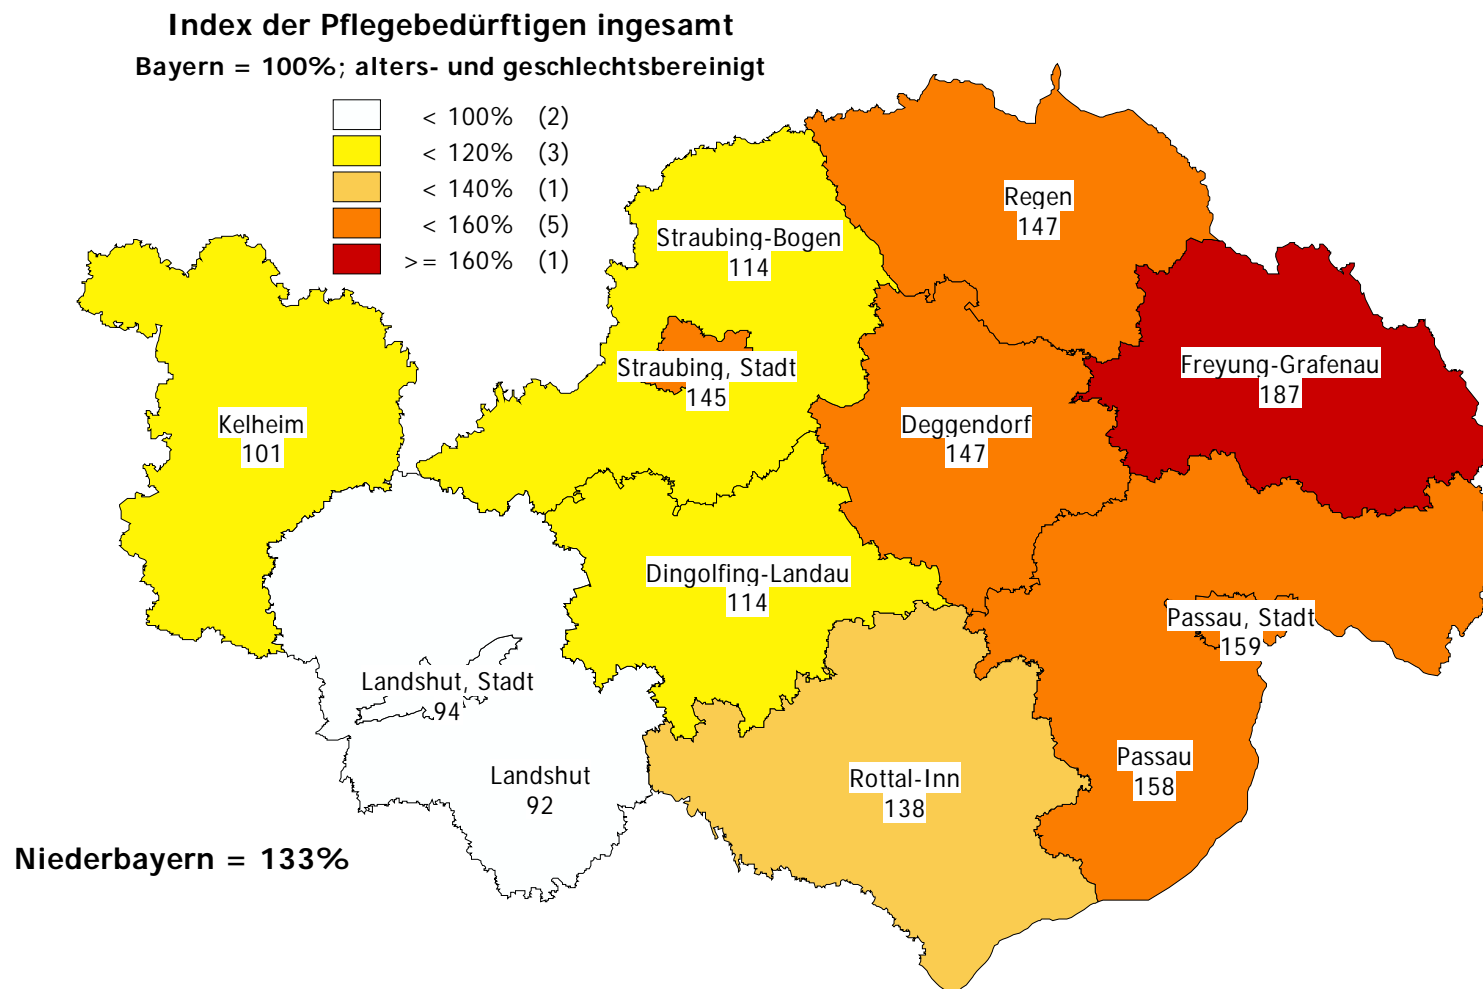 Index der Pflegebedürftigen ingesamt
Bayern = 100%; alters- und geschlechtsbereinigt
< 100% (2)
< 120% (3)
< 140% (1)
< 160% (5)
>= 160% (1)
Regen
147
Straubing-Bogen
114
Freyung-Grafenau
187
Straubing, Stadt
145
Kelheim
101
Deggendorf
147
Dingolfing-Landau
114
Passau, Stadt
159
Landshut, Stadt
94
Passau
158
Landshut
92
Rottal-Inn
138
Niederbayern = 133%